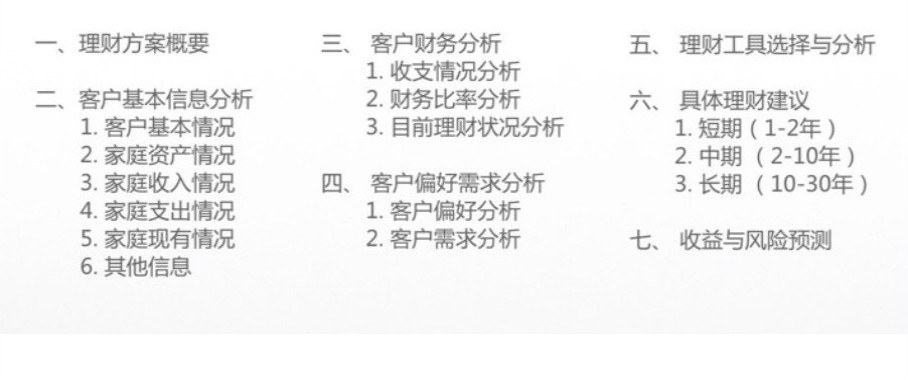 一、理财方案概要
二、客户基本信息分析
1. 客户基本情况
2. 家庭资产情况
3. 家庭收入情况
4. 家庭支出情况
5. 家庭现有情况
6. 其他信息
三、 客户财务分析
1. 收支情况分析
2. 财务比率分析
3. 目前理财状况分析
四、 客户偏好需求分析
1. 客户偏好分析
2. 客户需求分析
五、 理财工具选择与分析
六、 具体理财建议
1. 短期（1-2年）
2. 中期 （2-10年）
3. 长期 （10-30年）
七、 收益与风险预测